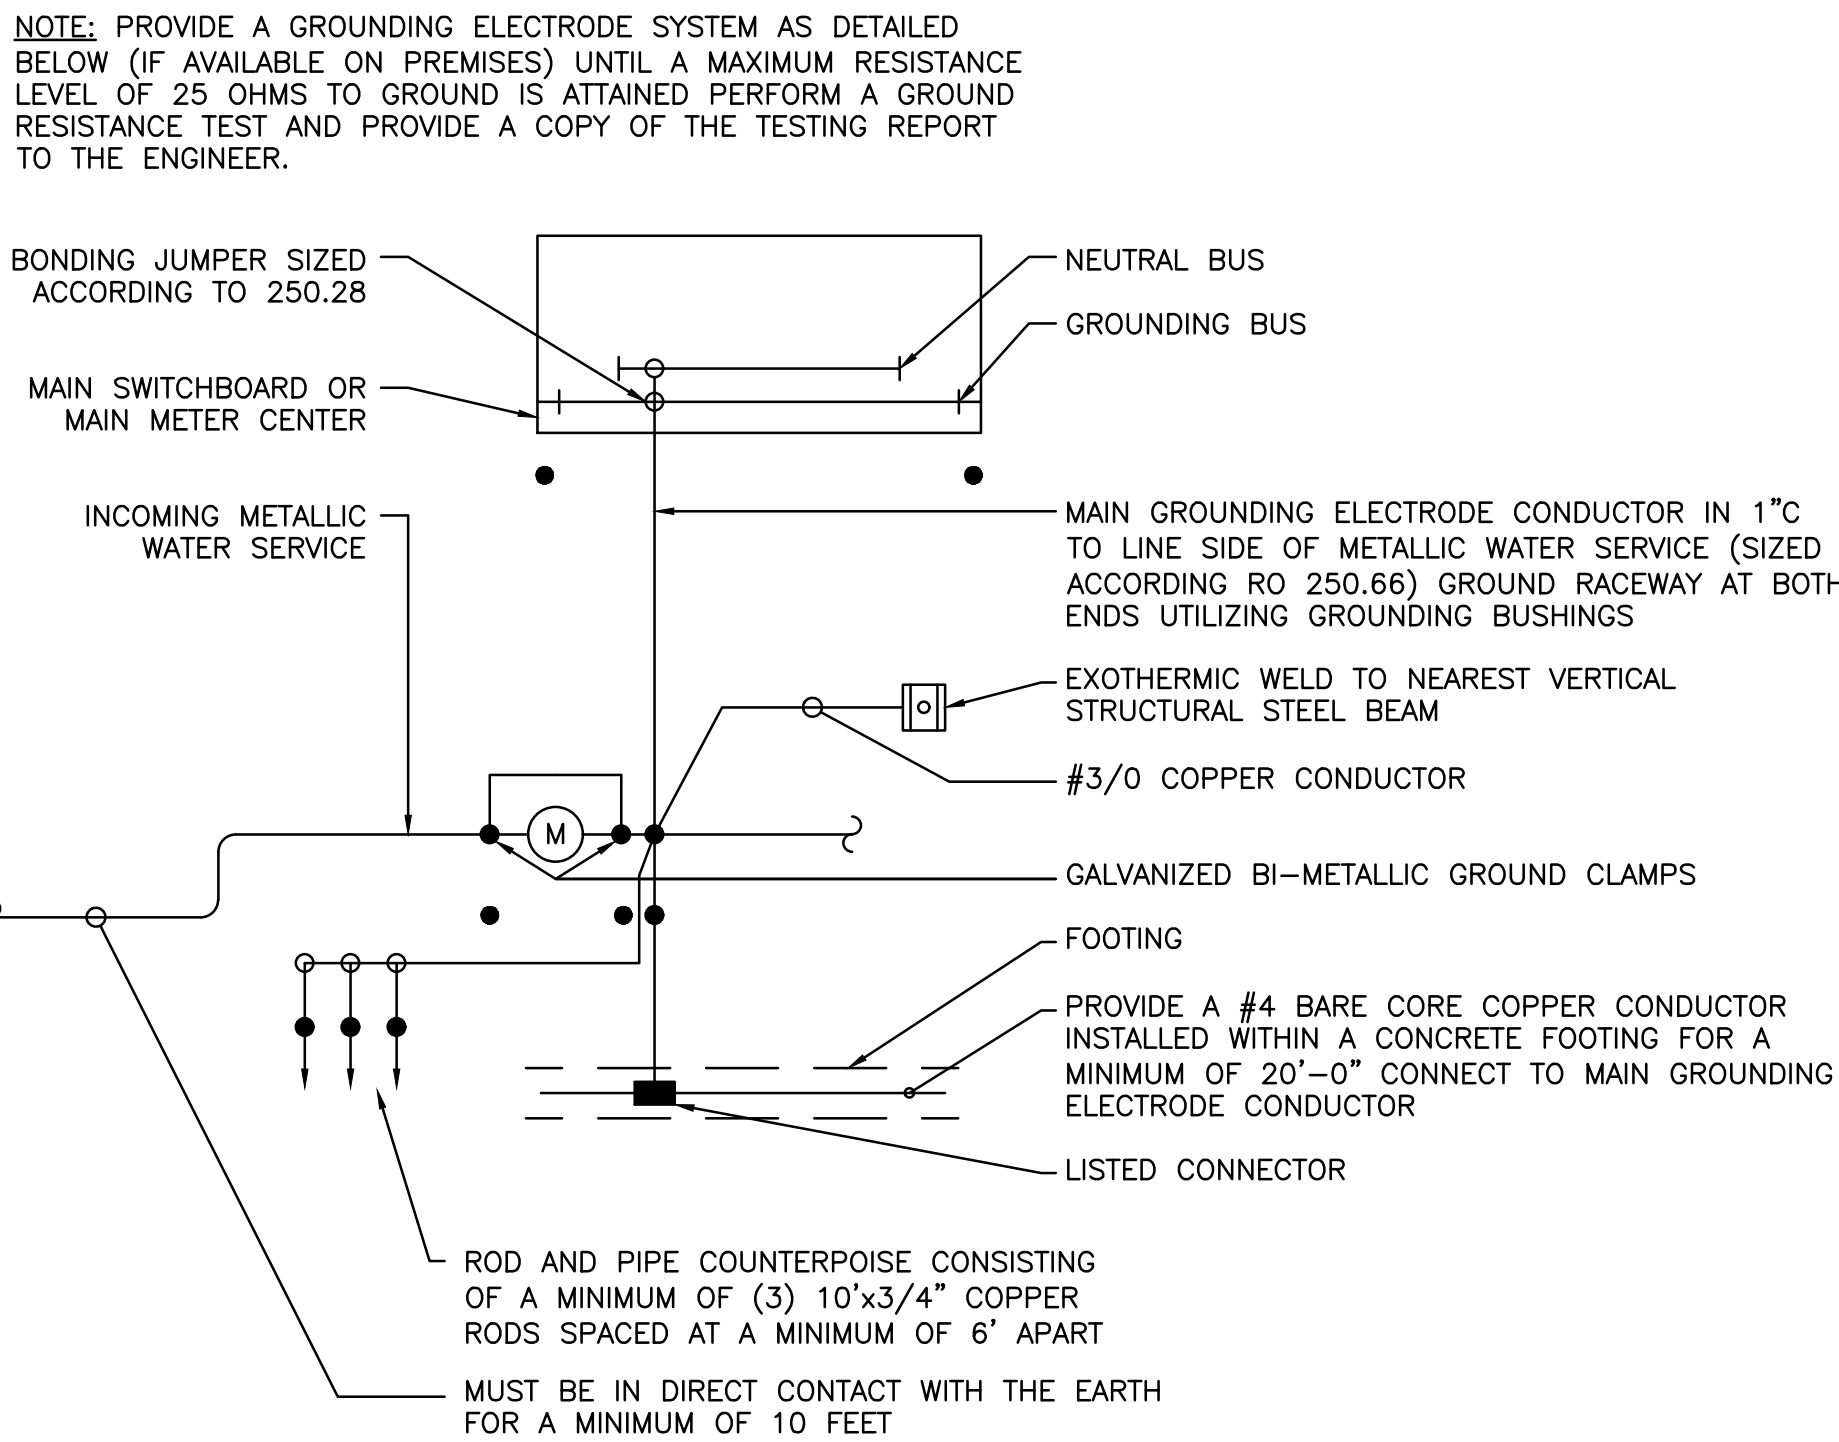 NOTE: PROVIDE A GROUNDING ELECTRODE SYSTEM AS DETAILED
BELOW (IF AVAILABLE ON PREMISES) UNTIL A MAXIMUM RESISTANCE
LEVEL OF 25 OHMS TO GROUND IS ATTAINED PERFORM A GROUND
RESISTANCE TEST AND PROVIDE A COPY OF THE TESTING REPORT
TO THE ENGINEER.
BONDING JUMPER SIZED
ACCORDING TO 250.28
NEUTRAL BUS
GROUNDING BUS
MAIN SWITCHBOARD OR
MAIN METER CENTER
INCOMING METALLIC
WATER SERVICE
MAIN GROUNDING ELECTRODE CONDUCTOR IN 1"C
TO LINE SIDE OF METALLIC WATER SERVICE (SIZED
ACCORDING RO 250.66) GROUND RACEWAY AT BOTH
ENDS UTILIZING GROUNDING BUSHINGS
EXOTHERMIC WELD TO NEAREST VERTICAL
STRUCTURAL STEEL BEAM
#3/0 COPPER CONDUCTOR
M
GALVANIZED BI-METALLIC GROUND CLAMPS
FOOTING
PROVIDE A #4 BARE CORE COPPER CONDUCTOR
INSTALLED WITHIN A CONCRETE FOOTING FOR A
MINIMUM OF 20'-0" CONNECT TO MAIN GROUNDING
ELECTRODE CONDUCTOR
LISTED CONNECTOR
ROD AND PIPE COUNTERPOISE CONSISTING
OF A MINIMUM OF (3) 10'x3/4" COPPER
RODS SPACED AT A MINIMUM OF 6' APART
MUST BE IN DIRECT CONTACT WITH THE EARTH
FOR A MINIMUM OF 10 FEET